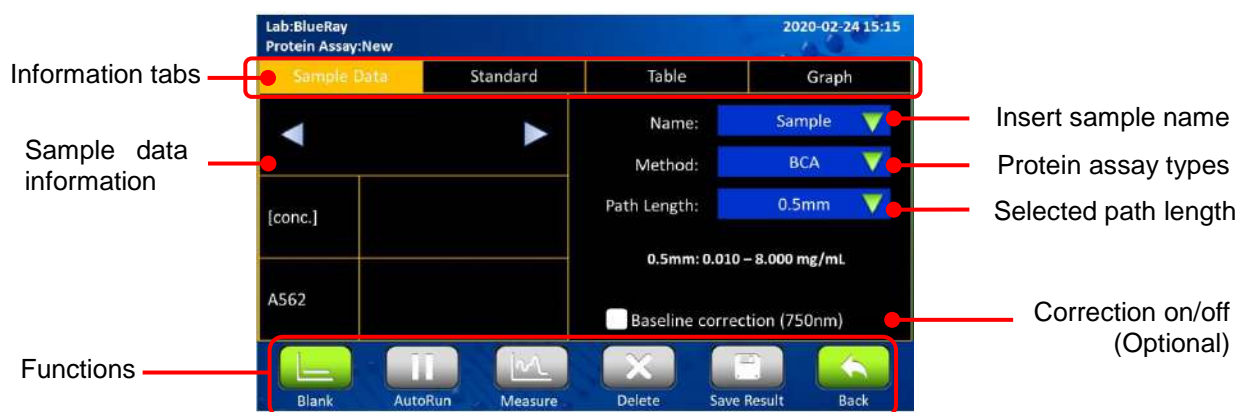 Lab:BlueRay
2020-02-24 15:15
Protein Assay:New
Information tabs
Sample Data
Standard
Table
Graph
Sample data
information
[conc.]
A562
Name:
Sample
Insert sample name
Method:
BCA
Protein assay types
Path Length:
0.5mm
Selected path length
0.5mm: 0.010 – 8.000 mg/mL
Baseline correction (750nm)
Correction on/off
(Optional)
Functions
Blank
AutoRun
Measure
Delete
Save Result
Back